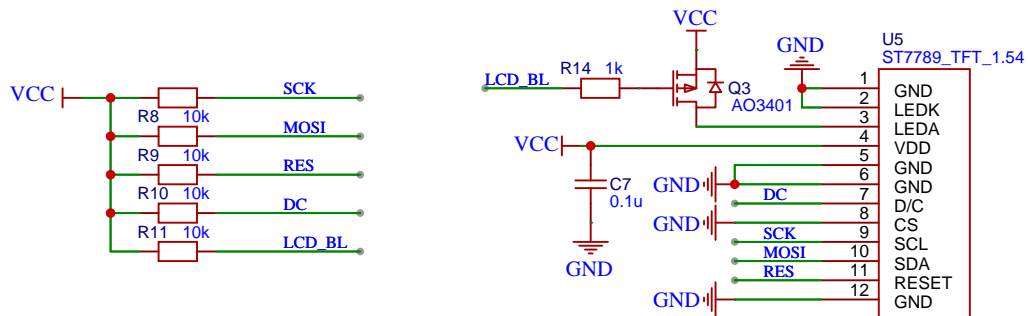 VCC
SCK
R8 10k
MOSI
R9 10k
RES
R10 10k
DC
R11 10k
LCD_BL
10k
LCD_BL
R14 1k
VCC
Q3
AO3401
GND
VCC
C7
0.1u
GND
GND
DC
GND
SCK
MOSI
RES
GND
U5
ST7789_TFT_1.54
1 GND
2 LEDK
3 LEDA
4 VDD
5 GND
6 GND
7 D/C
8 CS
9 SCL
10 SDA
11 RESET
12 GND